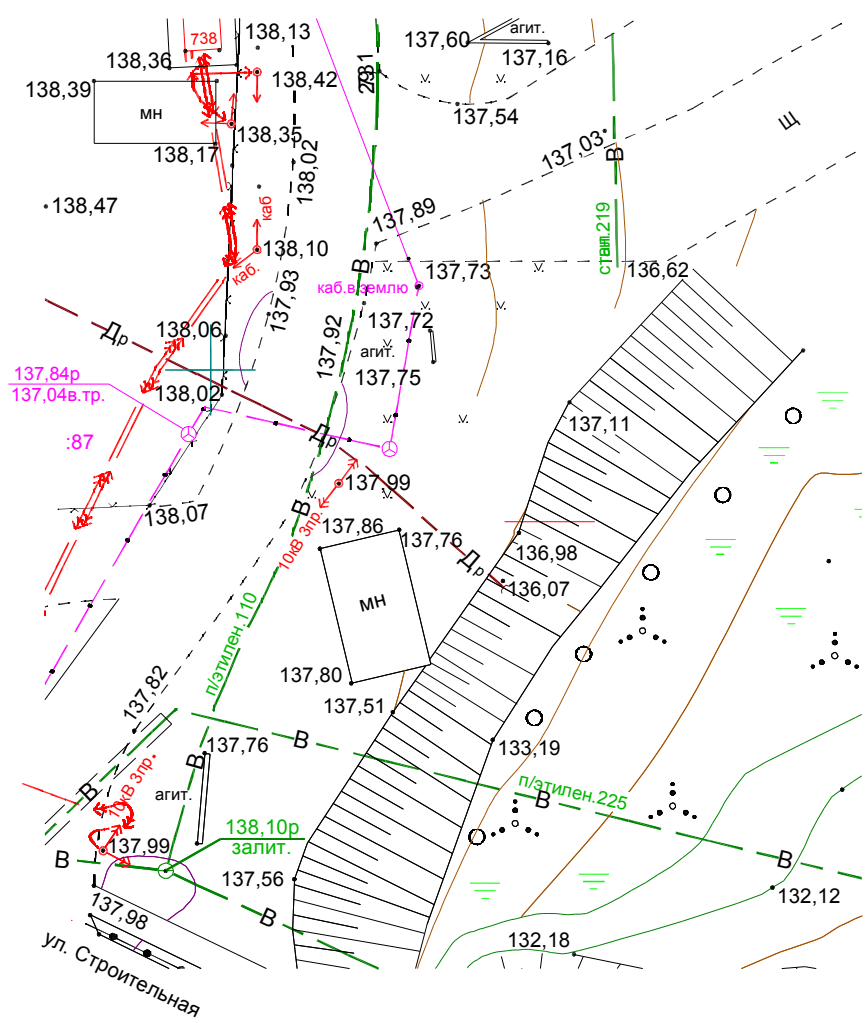 738
138,13
агит.
137,60
137,16
138,36
138,42
138,39
мн
137,54
138,35
137,03
Щ
138,17
138,02
В
138,47
каб
137,89
138,10
стал.219
В
137,73
136,62
каб.
137,93
каб.в землю
Др
138,06
137,92
137,72
агит.
137,84р
137,04в.тр.
138,02
137,75
137,11
:87
Др
137,99
138,07
В
10кВ 3пр.
137,86
137,76
136,98
Др
136,07
мн
п/этилен.110
137,80
137,51
137,82
137,76
В
133,19
В
10кВ 3пр.
В
агит.
п/этилен.225
В
138,10р
залит.
137,99
В
В
137,56
132,12
137,98
В
132,18
ул. Строительная